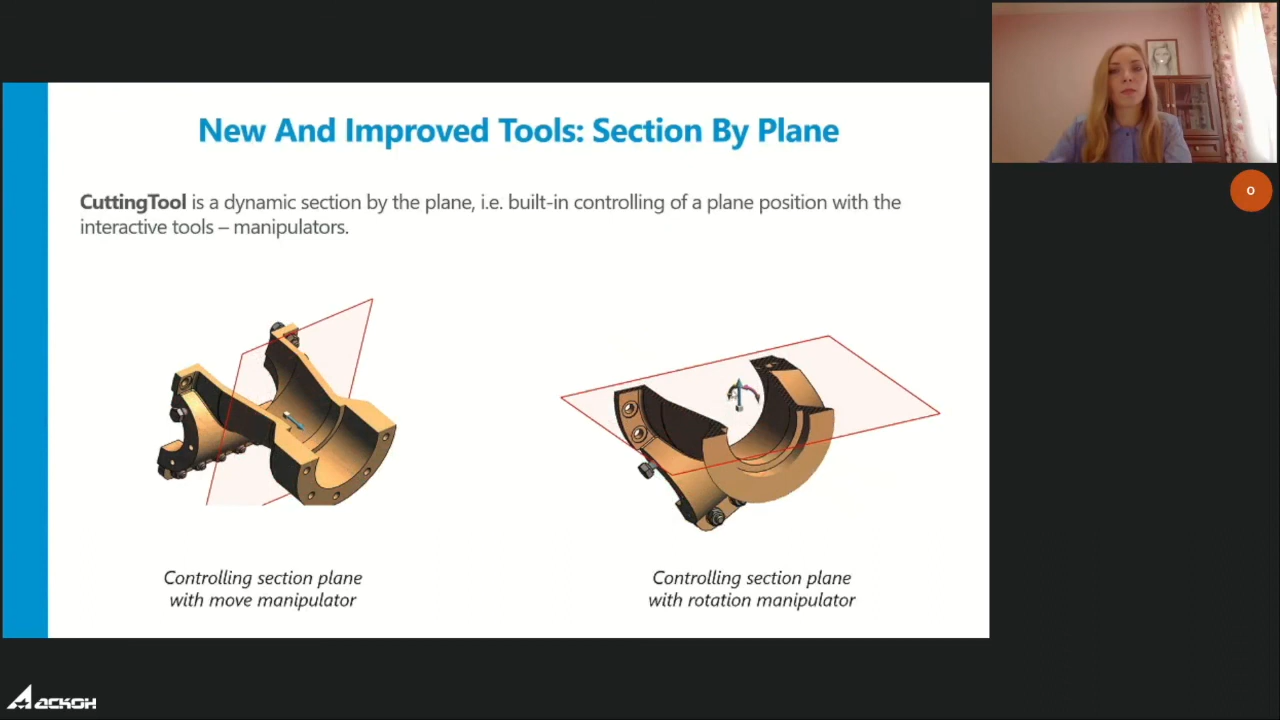 New And Improved Tools: Section By Plane
CuttingTool is a dynamic section by the plane, i.e. built-in controlling of a plane position with the
interactive tools – manipulators.
Controlling section plane
with move manipulator
Controlling section plane
with rotation manipulator
O
АСКОН